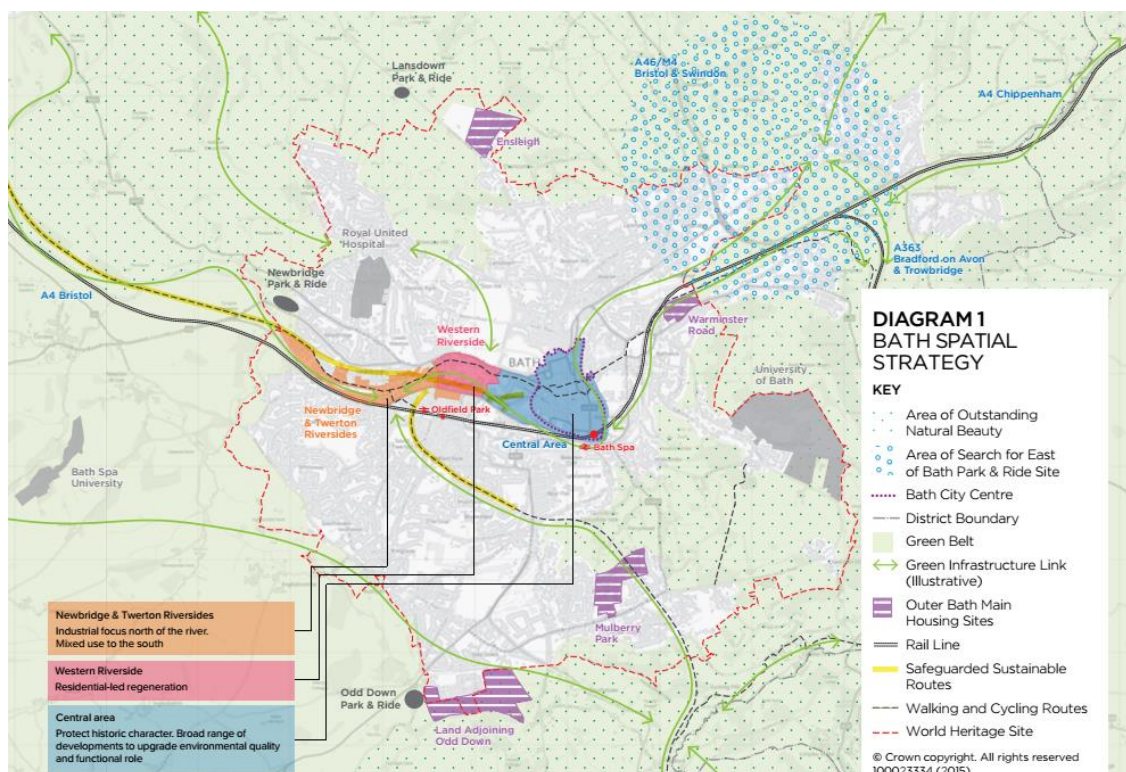 Lansdown
Park & Ride
A46/M4
Bristol & Swindon
A4 Chippenham
Ensleigh
Royal United
Hospital
Newbridge
Park & Ride
A363
Bradford on Avon
& Trowbridge
A4 Bristol
Western
Riverside
BATH
Warminster
Road
University
of Bath
Newbridge
& Twerton
Riversides
Oldfield Park
Central Area
Bath Spa
Bath Spa
University
Mulberry
Park
Odd Down
Park & Ride
Land Adjoining
Odd Down
Newbridge & Twerton Riversides
Industrial focus north of the river.
Mixed use to the south
Western Riverside
Residential-led regeneration
Central area
Protect historic character. Broad range of
developments to upgrade environmental quality
and functional role
DIAGRAM 1
BATH SPATIAL
STRATEGY
KEY
Area of Outstanding
Natural Beauty
Area of Search for East
of Bath Park & Ride Site
Bath City Centre
District Boundary
Green Belt
Green Infrastructure Link
(Illustrative)
Outer Bath Main
Housing Sites
Rail Line
Safeguarded Sustainable
Routes
Walking and Cycling Routes
World Heritage Site
© Crown copyright. All rights reserved
100023334 (2015)